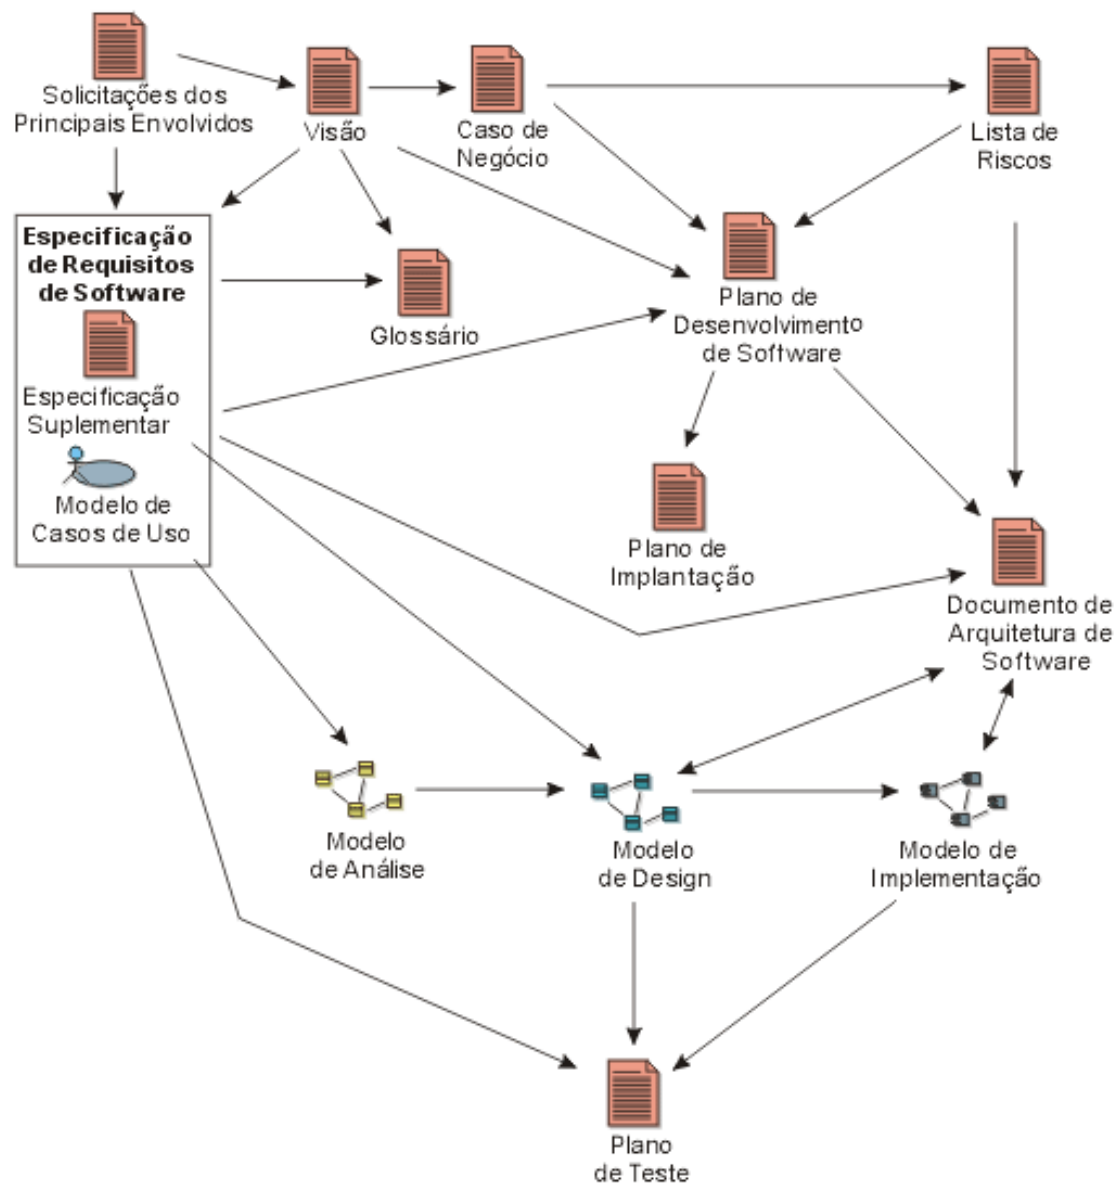 Solicitações dos
Principais Envolvidos
Visão
Caso de
Negócio
Lista de
Riscos
Especificação
de Requisitos
de Software
Especificação
Suplementar
Modelo de
Casos de Uso
Glossário
Plano de
Desenvolvimento
de Software
Plano de
Implantação
Documento de
Arquitetura de
Software
Modelo
de Análise
Modelo
de Design
Modelo de
Implementação
Plano
de Teste